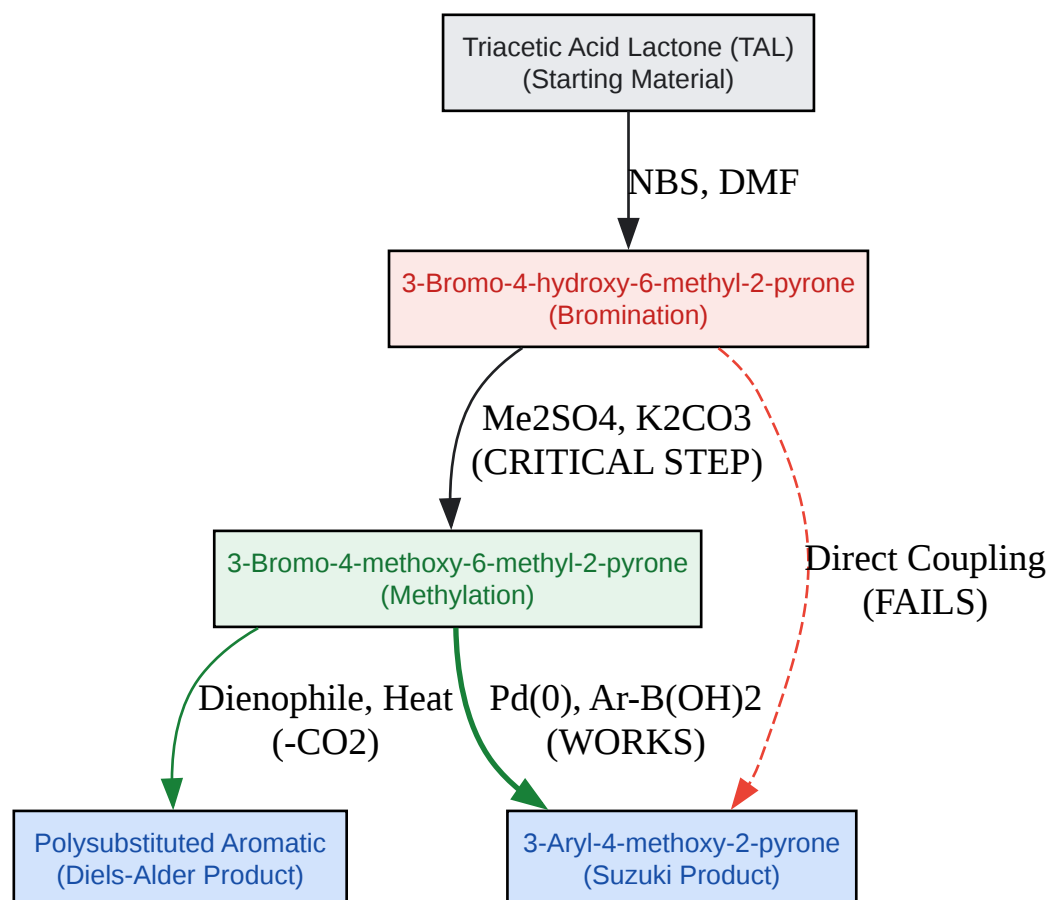 Triacetic Acid Lactone (TAL)
(Starting Material)
NBS, DMF
3-Bromo-4-hydroxy-6-methyl-2-pyrone
(Bromination)
Me2SO4, K2CO3
(CRITICAL STEP)
Direct Coupling
(FAILS)
3-Bromo-4-methoxy-6-methyl-2-pyrone
(Methylation)
Dienophile, Heat
(-CO2)
Pd(0), Ar-B(OH)2
(WORKS)
Polysubstituted Aromatic
(Diels-Alder Product)
3-Aryl-4-methoxy-2-pyrone
(Suzuki Product)